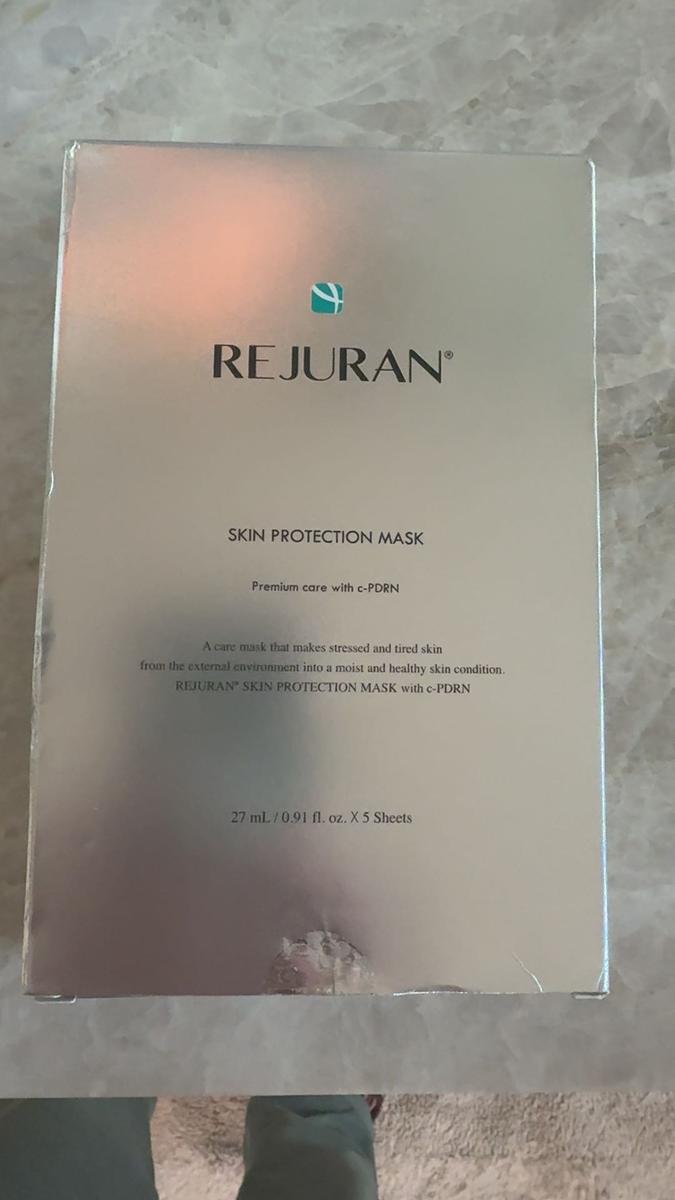 REJURAN®
SKIN PROTECTION MASK
Premium care with c-PDRN
A care mask that makes stressed and tired skin
from the external environment into a moist and healthy skin condition.
REJURAN® SKIN PROTECTION MASK with c-PDRN
27 mL / 0.91 fl. oz. X 5 Sheets